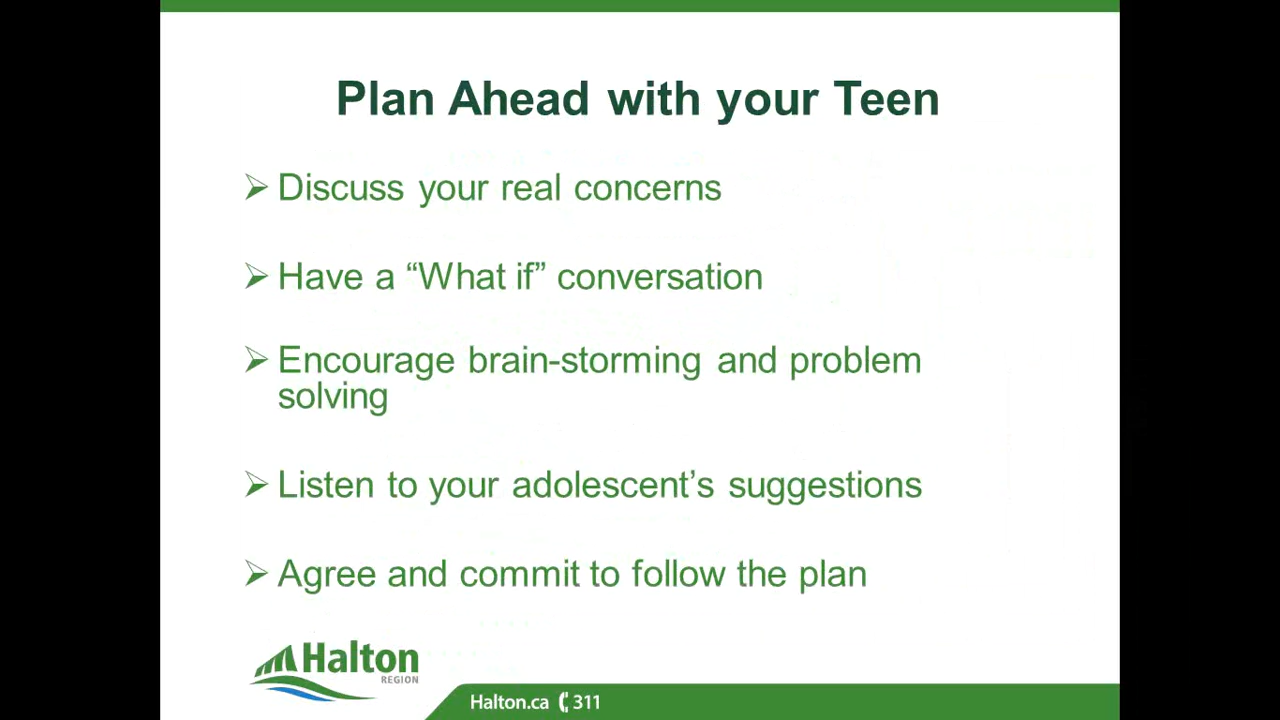 Plan Ahead with your Teen
Discuss your real concerns
Have a “What if” conversation
Encourage brain-storming and problem
solving
Listen to your adolescent’s suggestions
Agree and commit to follow the plan
Halton
REGION
Halton.ca 311